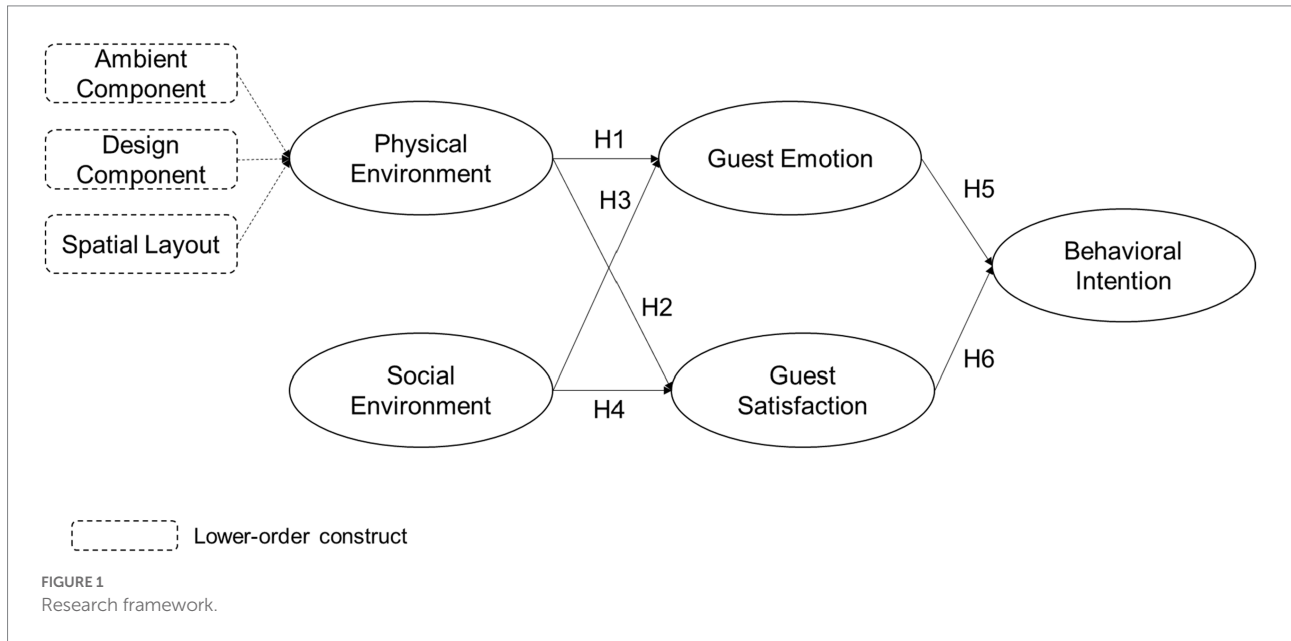 Ambient
Component
Design
Component
Spatial Layout
Physical
Environment
Social
Environment
H1
H3
H2
H4
Guest Emotion
Guest
Satisfaction
H5
H6
Behavioral
Intention
Lower-order construct
FIGURE 1
Research framework.